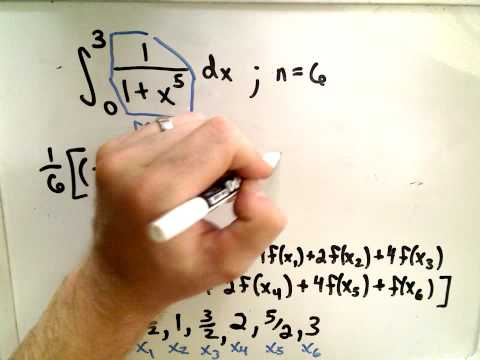 ∫₀³ 1/(1+x⁵) dx ; n=6
1/6 [(
f(x₁)+2f(x₂)+4f(x₃)
2f(x₄)+4f(x₅)+f(x₆)]
, 1, 3/2, 2, 5/2, 3
x₁ x₂ x₃ x₄ x₅ x₆